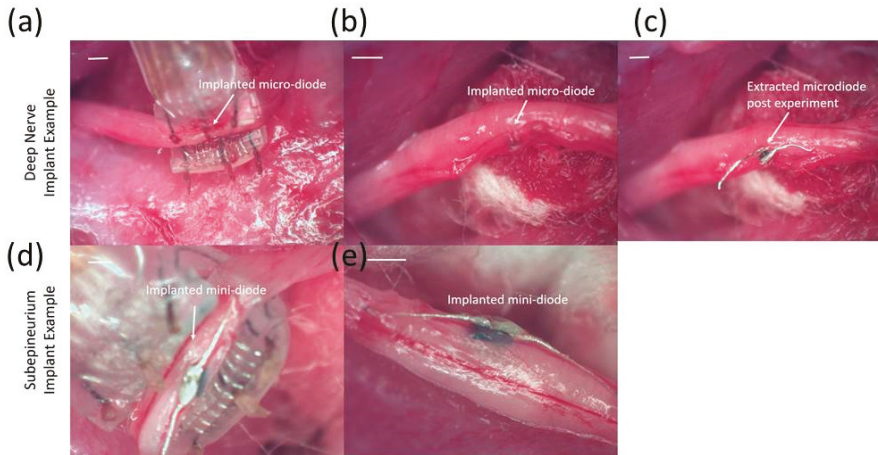 (a)
(b)
(c)
Deep Nerve
Implant Example
Implanted micro-diode
Implanted micro-diode
Extracted microdiode
post experiment
(d)
(e)
Subepineurium
Implant Example
Implanted mini-diode
Implanted mini-diode